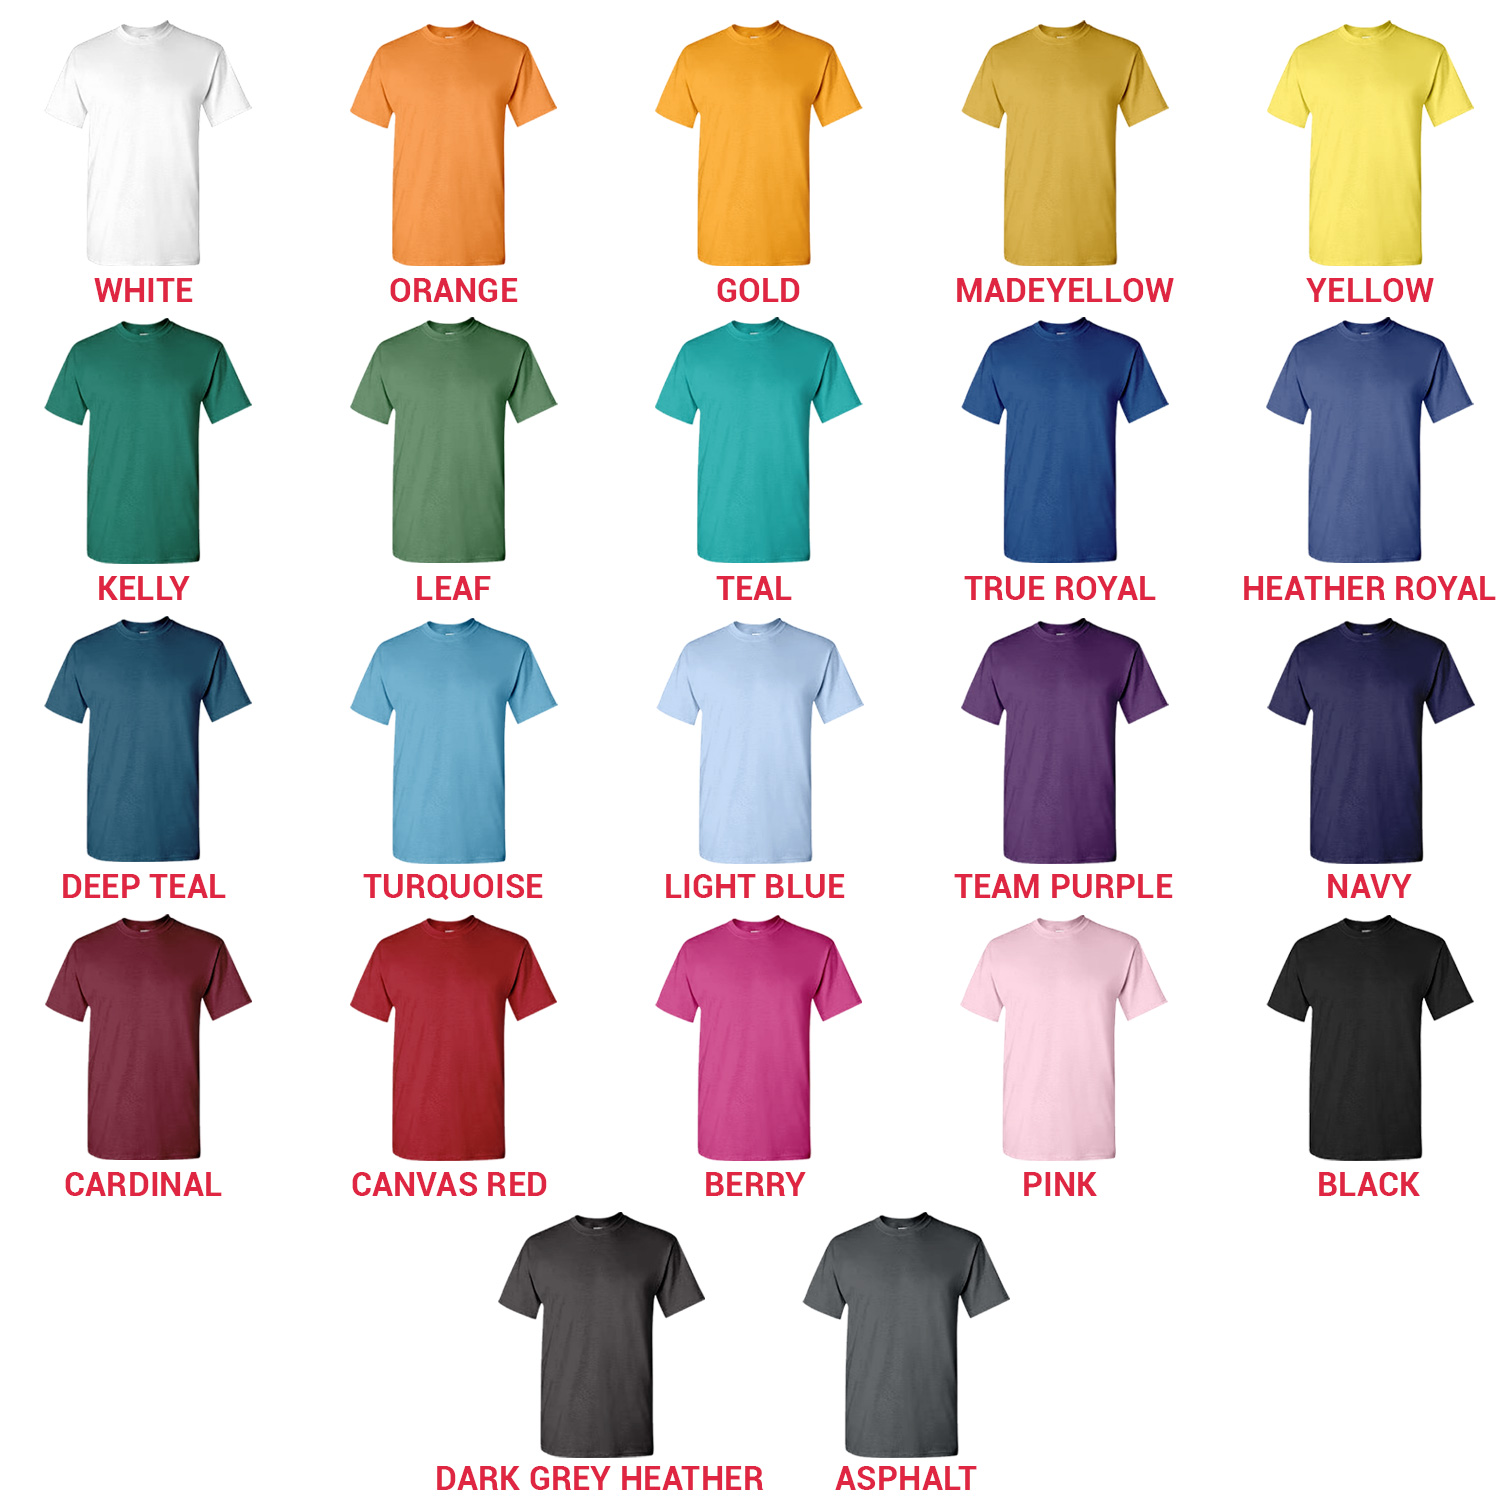 WHITE
ORANGE
GOLD
MADEYELLOW
YELLOW
KELLY
LEAF
TEAL
TRUE ROYAL
HEATHER ROYAL
DEEP TEAL
TURQUOISE
LIGHT BLUE
TEAM PURPLE
NAVY
CARDINAL
CANVAS RED
BERRY
PINK
BLACK
DARK GREY HEATHER
ASPHALT